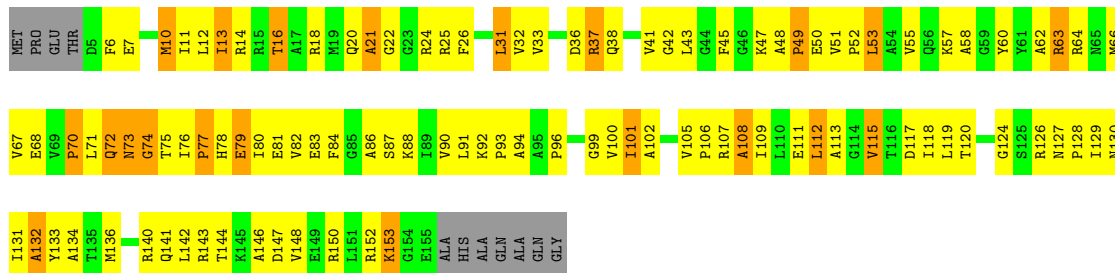 MET PRO GLU THR D5 F6 E7 M10 I11 L12 I13 R14 R15 T16 A17 R18 M19 Q20 A21 G22 G23 R24 R25 F26 L31 V32 V33 D36 R37 Q38 V41 G42 L43 G44 F45 G46 K47 A48 P49 E50 V51 P52 L53 A54 V55 Q56 K57 A58 G59 Y60 Y61 A62 R63 R64 N65 M66
V67 E68 V69 P70 L71 Q72 N73 G74 T75 I76 P77 H78 E79 I80 E81 V82 E83 F84 G85 A86 S87 K88 I89 V90 L91 K92 P93 A94 A95 P96 G99 V100 I101 A102 V105 P106 R107 A108 I109 L110 E111 L112 A113 G114 V115 T116 D117 I118 L119 T120 G124 S125 R126 N127 P128 I129 N130
I131 A132 Y133 A134 T135 M136 R140 Q141 L142 R143 T144 K145 A146 D147 V148 E149 R150 L151 R152 K153 G154 E155 ALA HIS ALA GLN ALA GLN GLY